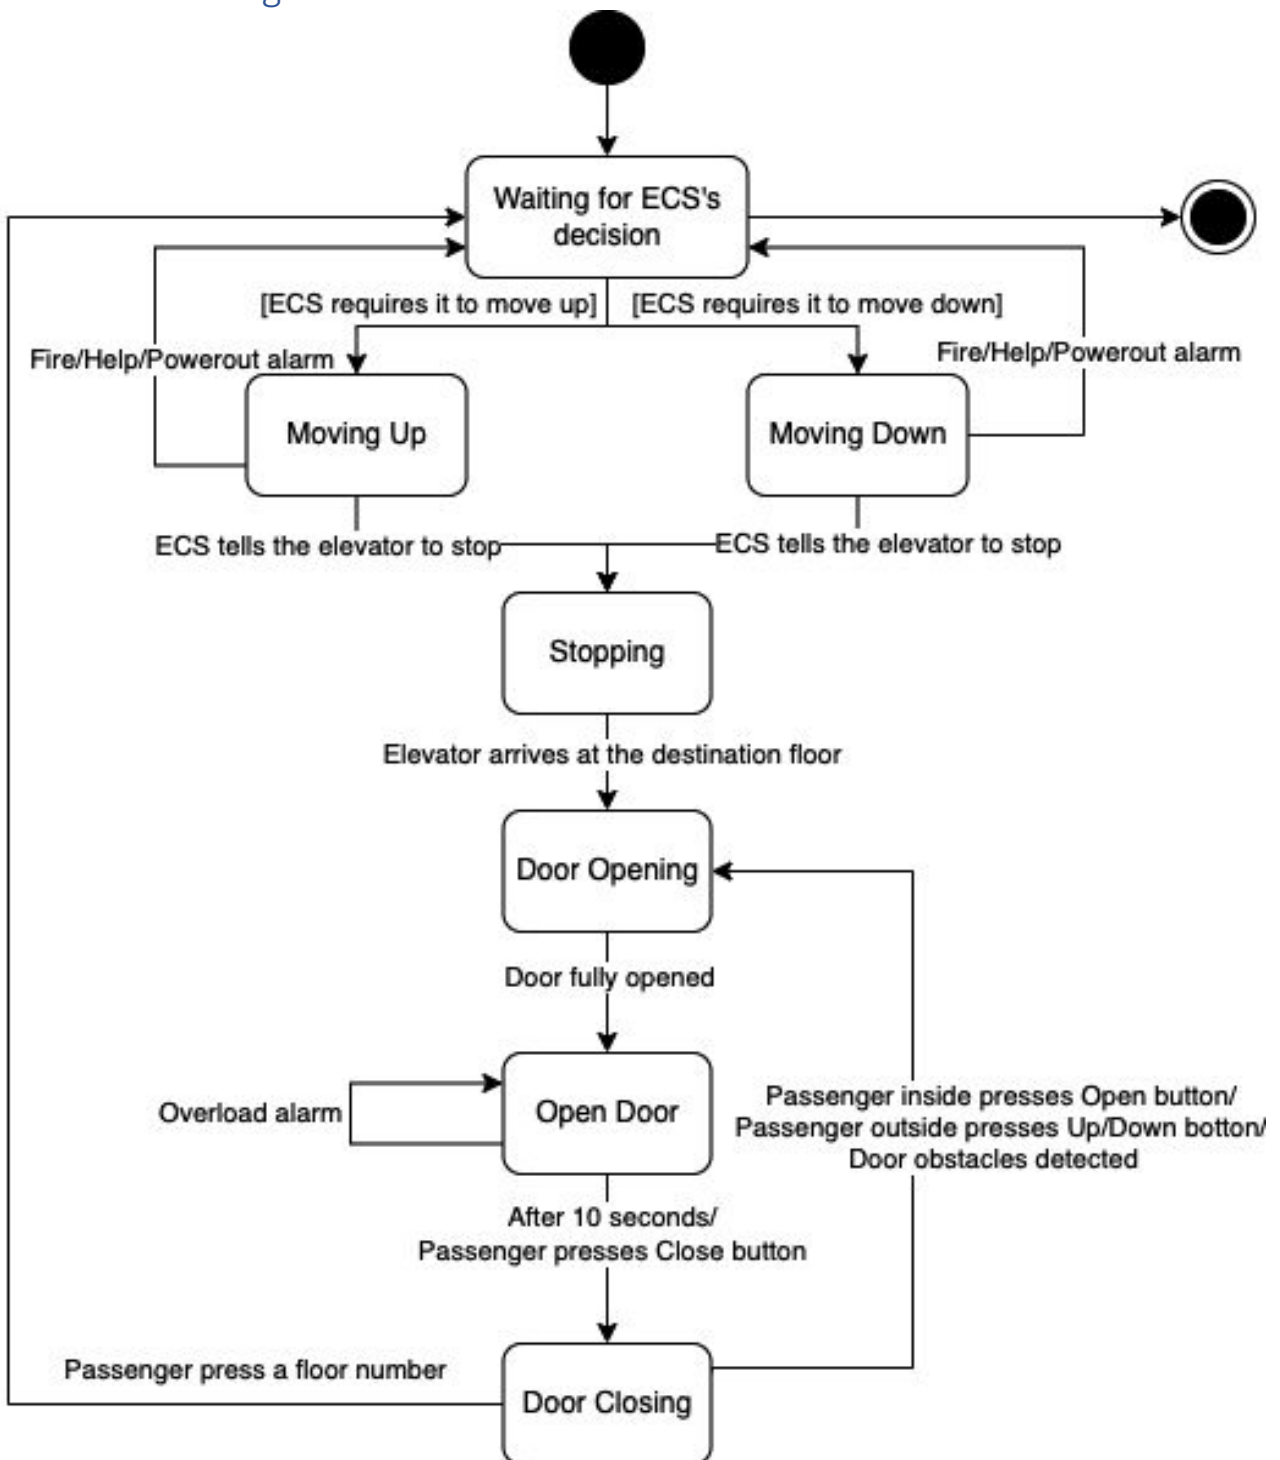 Waiting for ECS's
decision
[ECS requires it to move up]
[ECS requires it to move down]
Fire/Help/Powerout alarm
Fire/Help/Powerout alarm
Moving Up
Moving Down
ECS tells the elevator to stop
ECS tells the elevator to stop
Stopping
Elevator arrives at the destination floor
Door Opening
Door fully opened
Overload alarm
Open Door
Passenger inside presses Open button/
Passenger outside presses Up/Down botton/
Door obstacles detected
After 10 seconds/
Passenger presses Close button
Passenger press a floor number
Door Closing